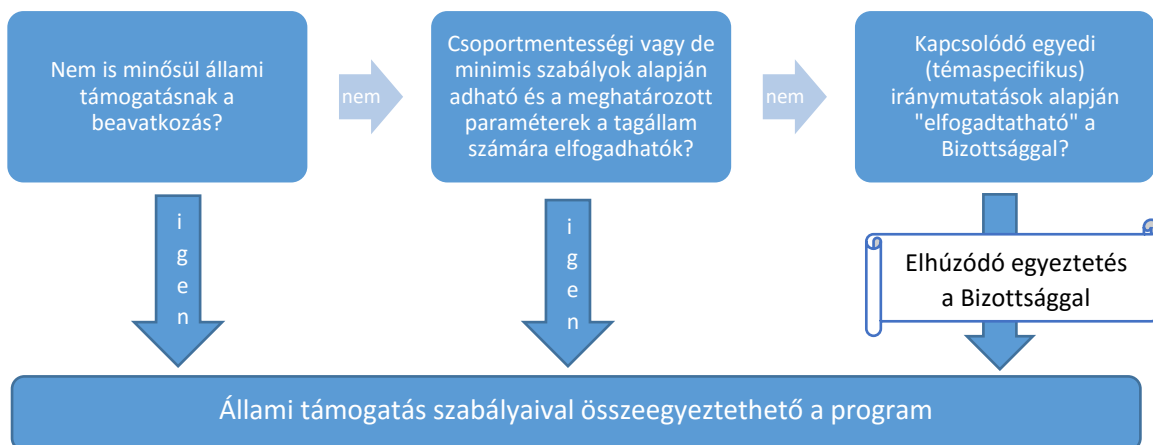 Nem is minősül állami
támogatásnak a
beavatkozás?
nem
Csoportmentességi vagy de
minimis szabályok alapján
adható és a meghatározott
paraméterek a tagállam
számára elfogadhatók?
nem
Kapcsolódó egyedi
(témaspecifikus)
iránymutatások alapján
"elfogadtatható" a
Bizottsággal?
i
g
e
n
i
g
e
n
Elhúzódó egyeztetés
a Bizottsággal
Állami támogatás szabályaival összeegyeztethető a program